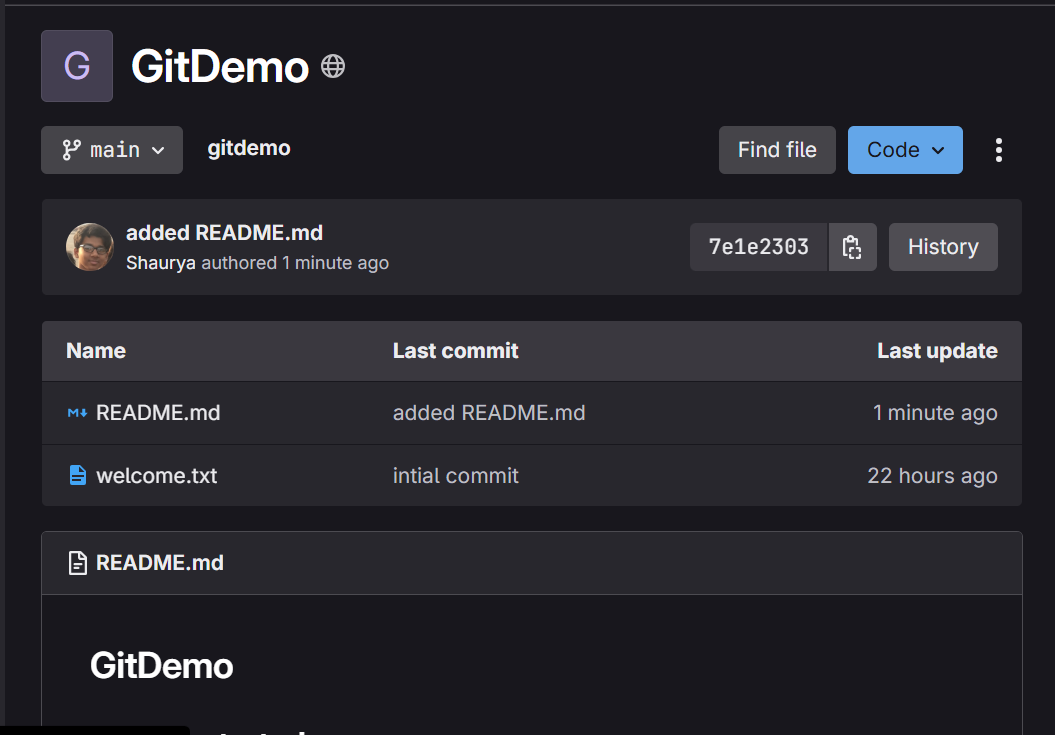 G GitDemo
main gitdemo Find file Code
added README.md
Shaurya authored 1 minute ago
7e1e2303 History
Name Last commit Last update
README.md added README.md 1 minute ago
welcome.txt intial commit 22 hours ago
README.md
GitDemo